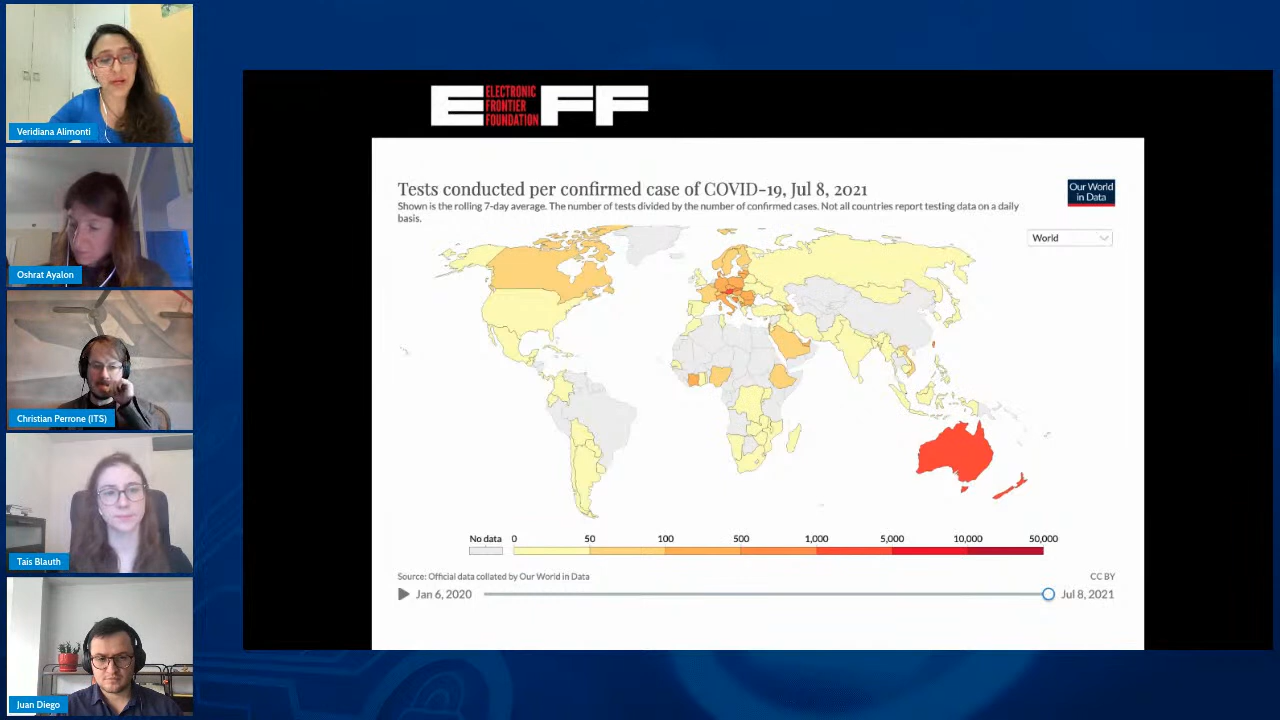 Veridiana Alimonti
Oshrat Ayalon
Christian Perrone (ITS)
Taís Blauth
Juan Diego
EFF
ELECTRONIC
FRONTIER
FOUNDATION
Tests conducted per confirmed case of COVID-19, Jul 8, 2021
Shown is the rolling 7-day average. The number of tests divided by the number of confirmed cases. Not all countries report testing data on a daily
basis.
Our World
in Data
World
No data 0 50 100 500 1,000 5,000 10,000 50,000
Source: Official data collated by Our World in Data
CC BY
Jan 6, 2020
Jul 8, 2021